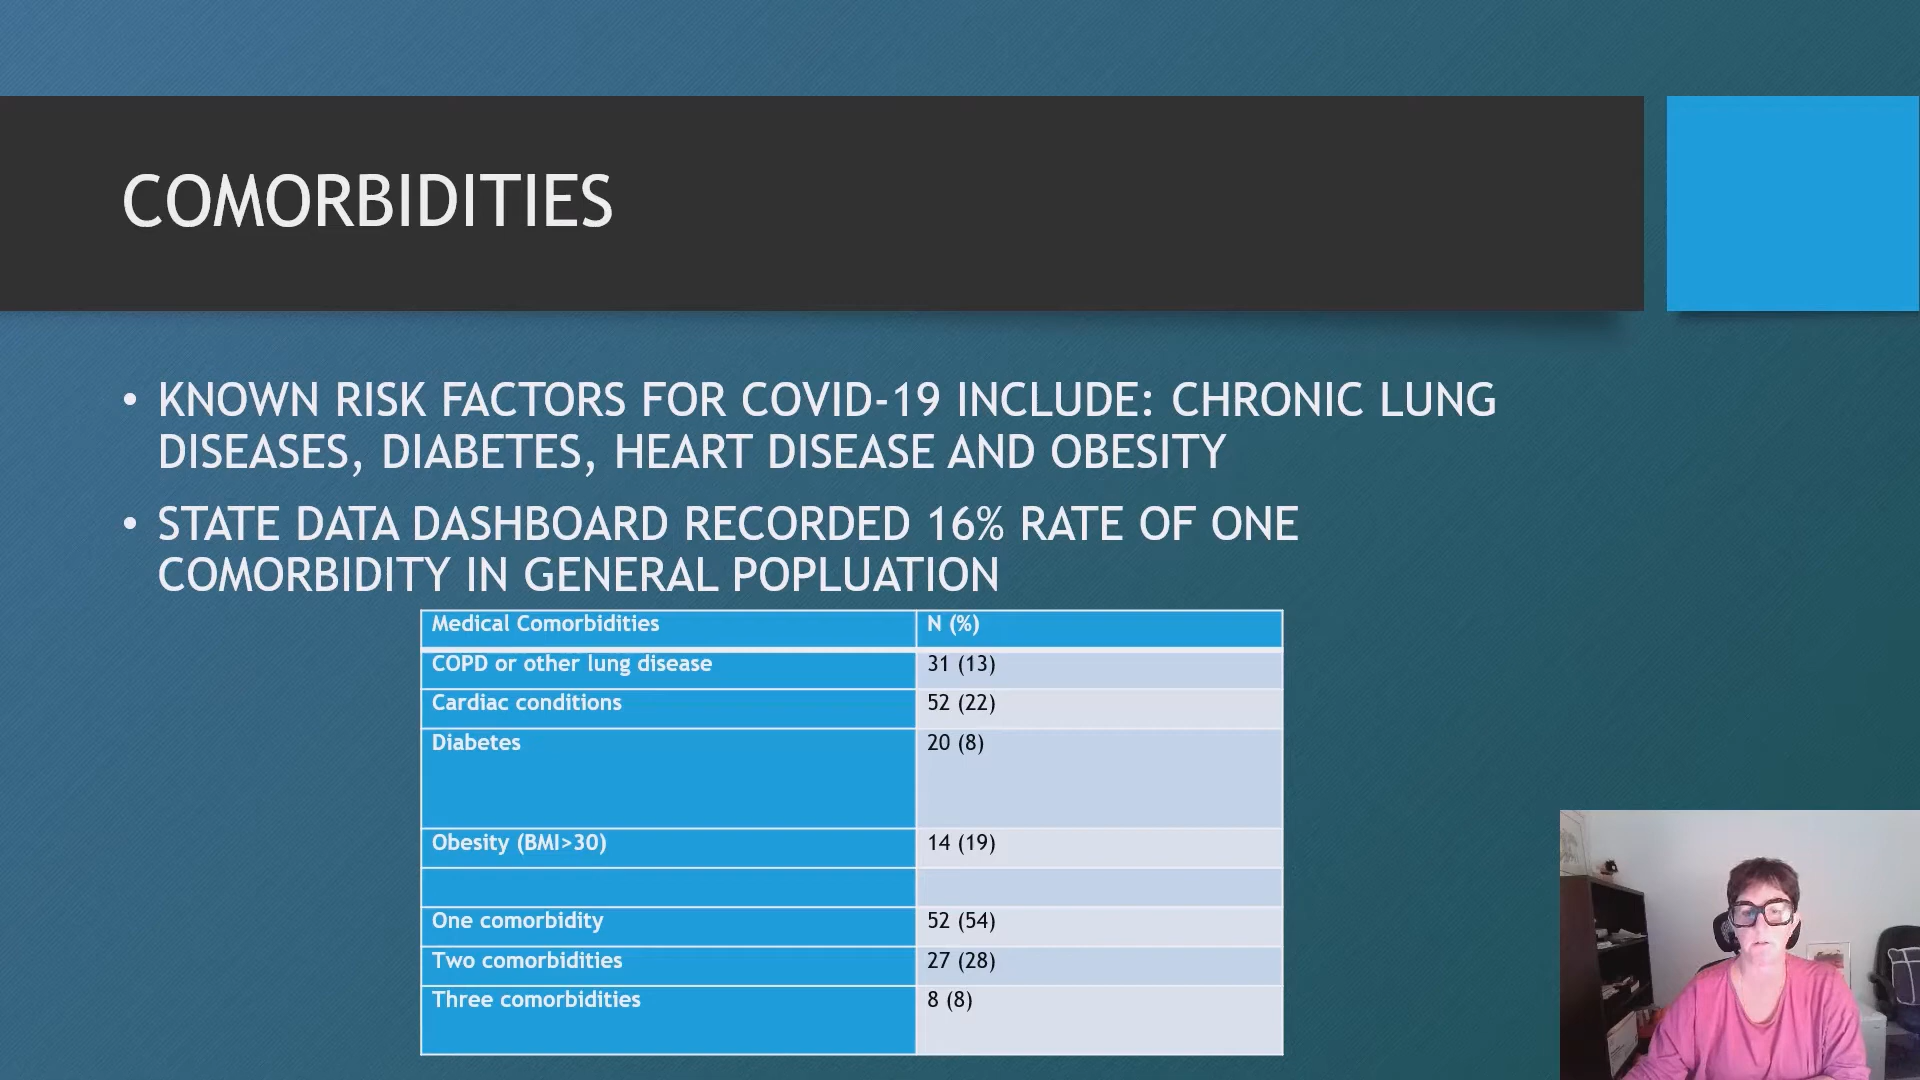 COMORBIDITIES
• KNOWN RISK FACTORS FOR COVID-19 INCLUDE: CHRONIC LUNG
DISEASES, DIABETES, HEART DISEASE AND OBESITY
• STATE DATA DASHBOARD RECORDED 16% RATE OF ONE
COMORBIDITY IN GENERAL POPLUATION
Medical Comorbidities N (%)
COPD or other lung disease 31 (13)
Cardiac conditions 52 (22)
Diabetes 20 (8)
Obesity (BMI>30) 14 (19)
One comorbidity 52 (54)
Two comorbidities 27 (28)
Three comorbidities 8 (8)